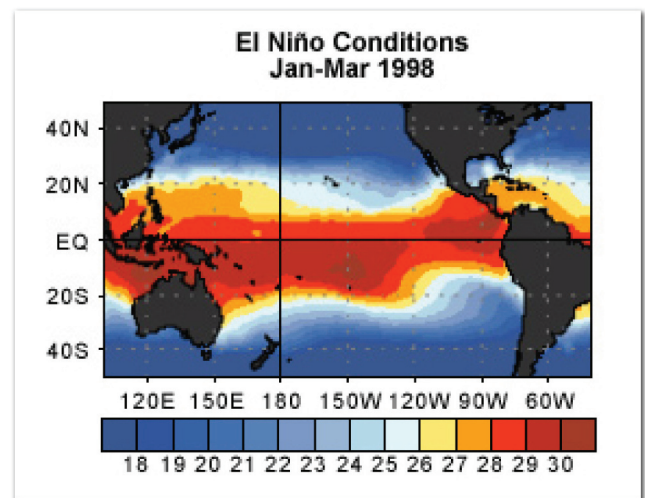 El Niño Conditions
Jan-Mar 1998
40N
20N
EQ
20S
40S
120E 150E 180 150W 120W 90W 60W
18 19 20 21 22 23 24 25 26 27 28 29 30